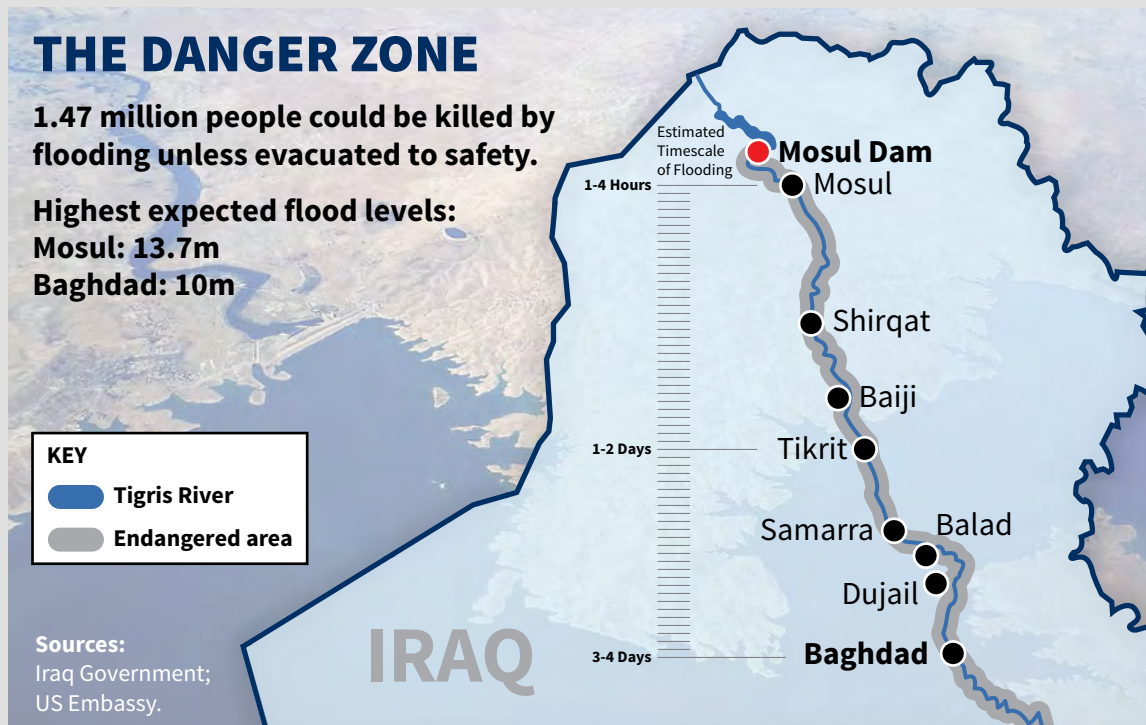 THE DANGER ZONE
1.47 million people could be killed by
flooding unless evacuated to safety.
Highest expected flood levels:
Mosul: 13.7m
Baghdad: 10m
KEY
Tigris River
Endangered area
Sources:
Iraq Government;
US Embassy.
Estimated
Timescale
of Flooding
1-4 Hours
1-2 Days
3-4 Days
Mosul Dam
Mosul
Shirqat
Baiji
Tikrit
Samarra
Balad
Dujail
Baghdad
IRAQ